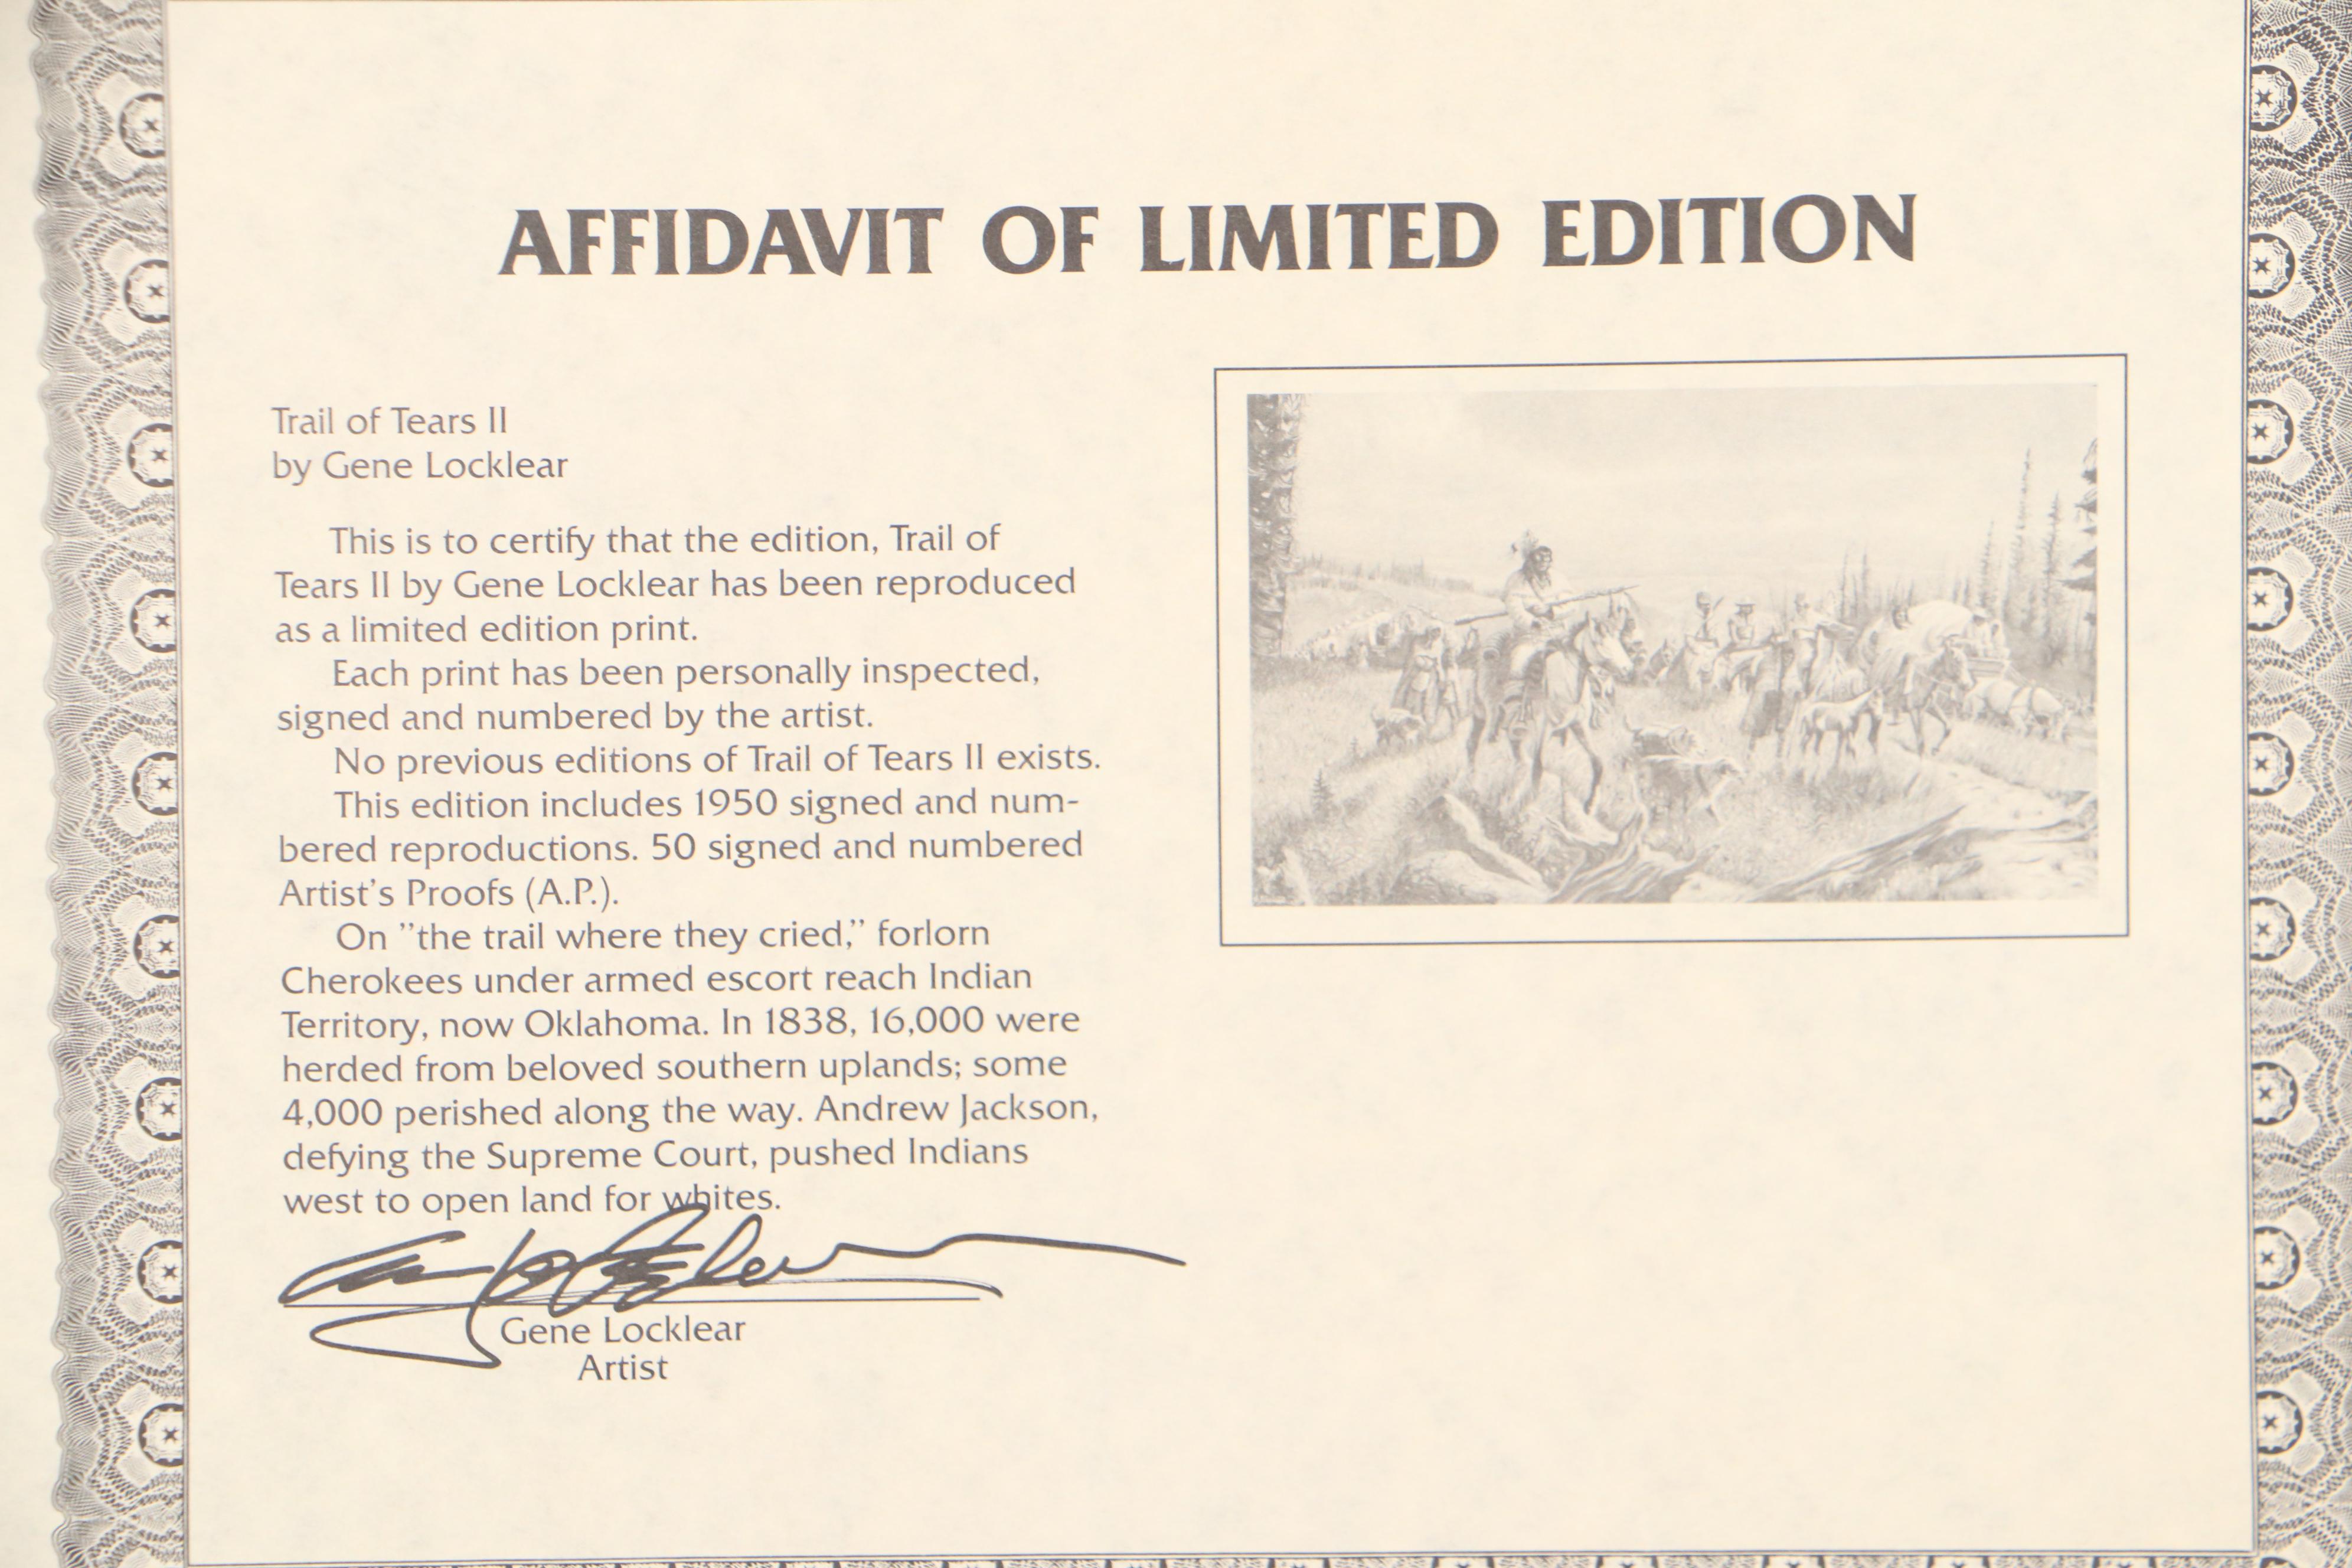 AFFIDAVIT OF LIMITED EDITION
Trail of Tears II
by Gene Locklear
This is to certify that the edition, Trail of
Tears II by Gene Locklear has been reproduced
as a limited edition print.
Each print has been personally inspected,
signed and numbered by the artist.
No previous editions of Trail of Tears II exists.
This edition includes 1950 signed and num-
bered reproductions. 50 signed and numbered
Artist's Proofs (A.P.).
On "the trail where they cried," forlorn
Cherokees under armed escort reach Indian
Territory, now Oklahoma. In 1838, 16,000 were
herded from beloved southern uplands; some
4,000 perished along the way. Andrew Jackson,
defying the Supreme Court, pushed Indians
west to open land for whites.
Gene Locklear
Artist